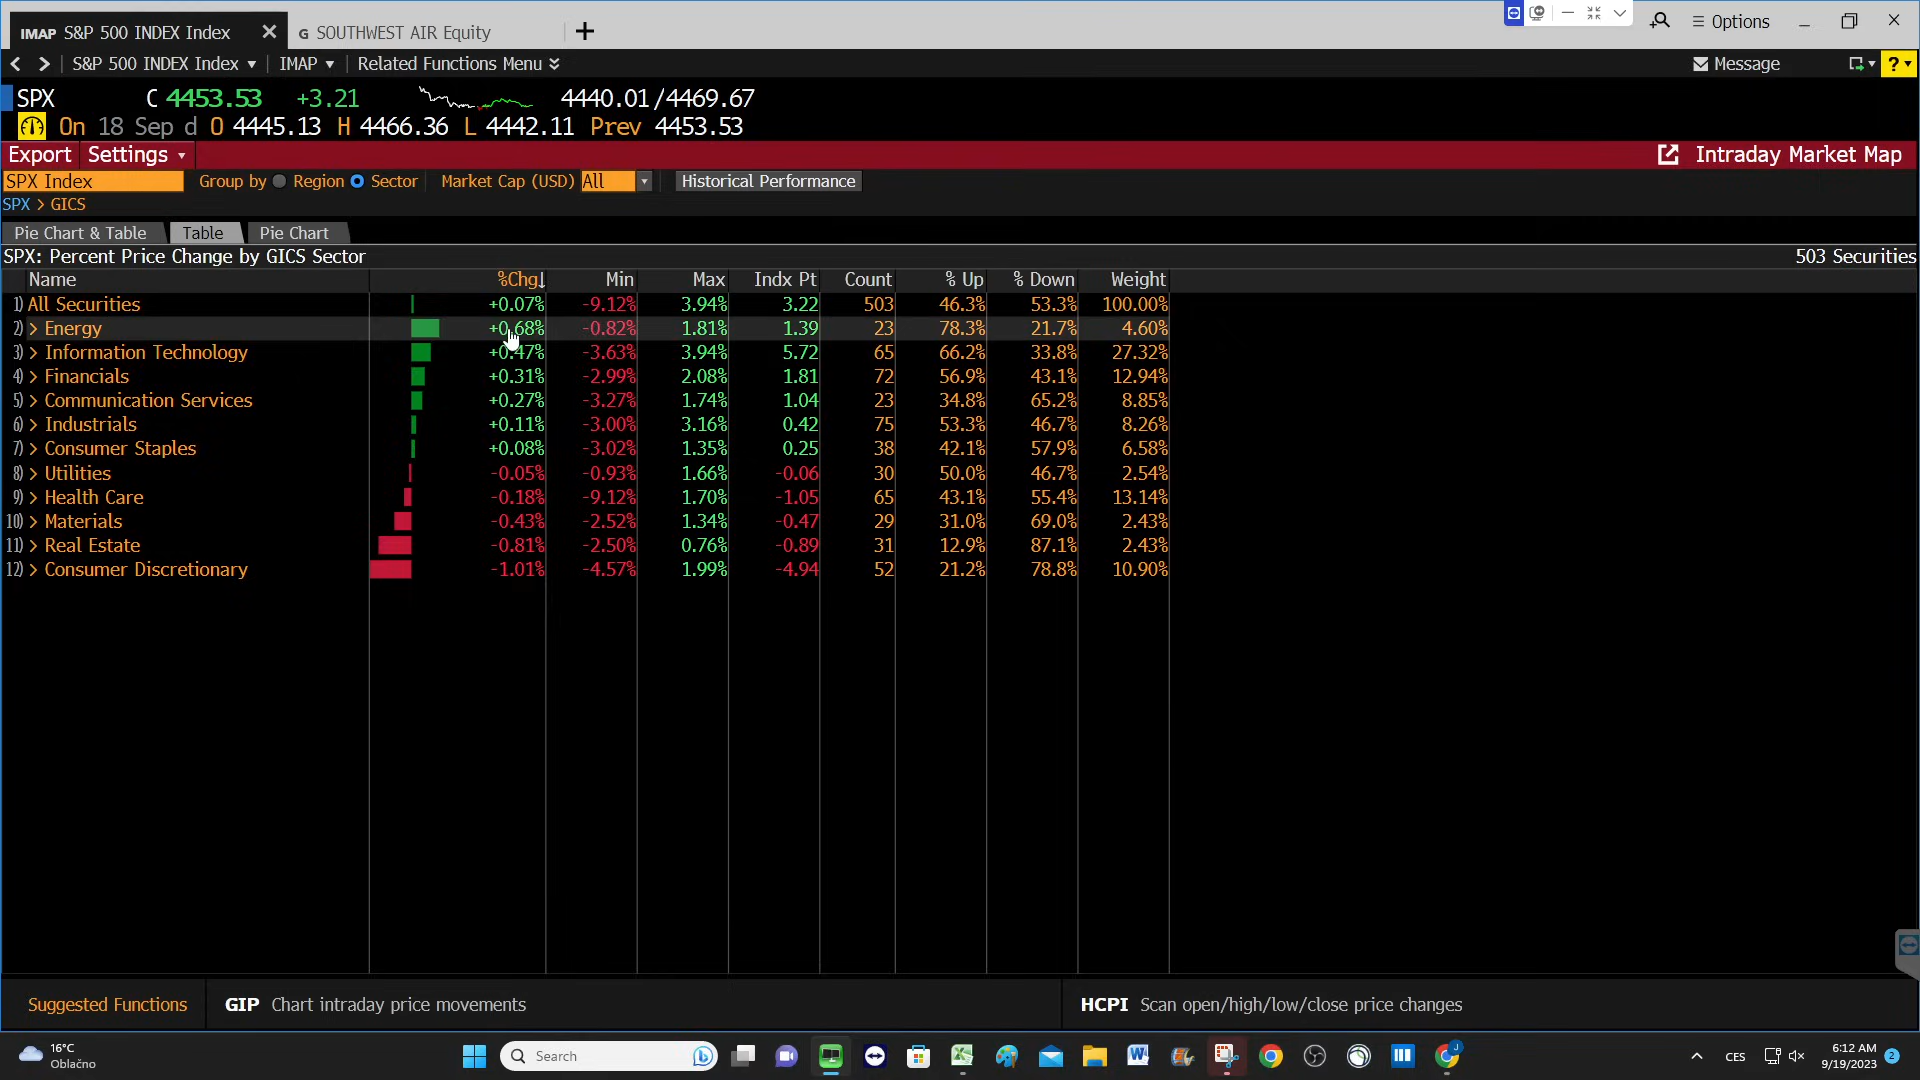 IMAP S&P 500 INDEX Index G SOUTHWEST AIR Equity Options
S&P 500 INDEX Index IMAP Related Functions Menu Message ?
SPX C 4453.53 +3.21 4440.01/4469.67
On 18 Sep d O 4445.13 H 4466.36 L 4442.11 Prev 4453.53
Export Settings Intraday Market Map
SPX Index Group by Region Sector Market Cap (USD) All Historical Performance
SPX > GICS
Pie Chart & Table Table Pie Chart
SPX: Percent Price Change by GICS Sector 503 Securities
Name %Chg↓ Min Max Indx Pt Count % Up % Down Weight
1) All Securities +0.07% -9.12% 3.94% 3.22 503 46.3% 53.3% 100.00%
2) > Energy +0.68% -0.82% 1.81% 1.39 23 78.3% 21.7% 4.60%
3) > Information Technology +0.47% -3.63% 3.94% 5.72 65 66.2% 33.8% 27.32%
4) > Financials +0.31% -2.99% 2.08% 1.81 72 56.9% 43.1% 12.94%
5) > Communication Services +0.27% -3.27% 1.74% 1.04 23 34.8% 65.2% 8.85%
6) > Industrials +0.11% -3.00% 3.16% 0.42 75 53.3% 46.7% 8.26%
7) > Consumer Staples +0.08% -3.02% 1.35% 0.25 38 42.1% 57.9% 6.58%
8) > Utilities -0.05% -0.93% 1.66% -0.06 30 50.0% 46.7% 2.54%
9) > Health Care -0.18% -9.12% 1.70% -1.05 65 43.1% 55.4% 13.14%
10) > Materials -0.43% -2.52% 1.34% -0.47 29 31.0% 69.0% 2.43%
11) > Real Estate -0.81% -2.50% 0.76% -0.89 31 12.9% 87.1% 2.43%
12) > Consumer Discretionary -1.01% -4.57% 1.99% -4.94 52 21.2% 78.8% 10.90%
Suggested Functions GIP Chart intraday price movements HCPI Scan open/high/low/close price changes
16°C
Oblačno
Search
CES
6:12 AM
9/19/2023
2